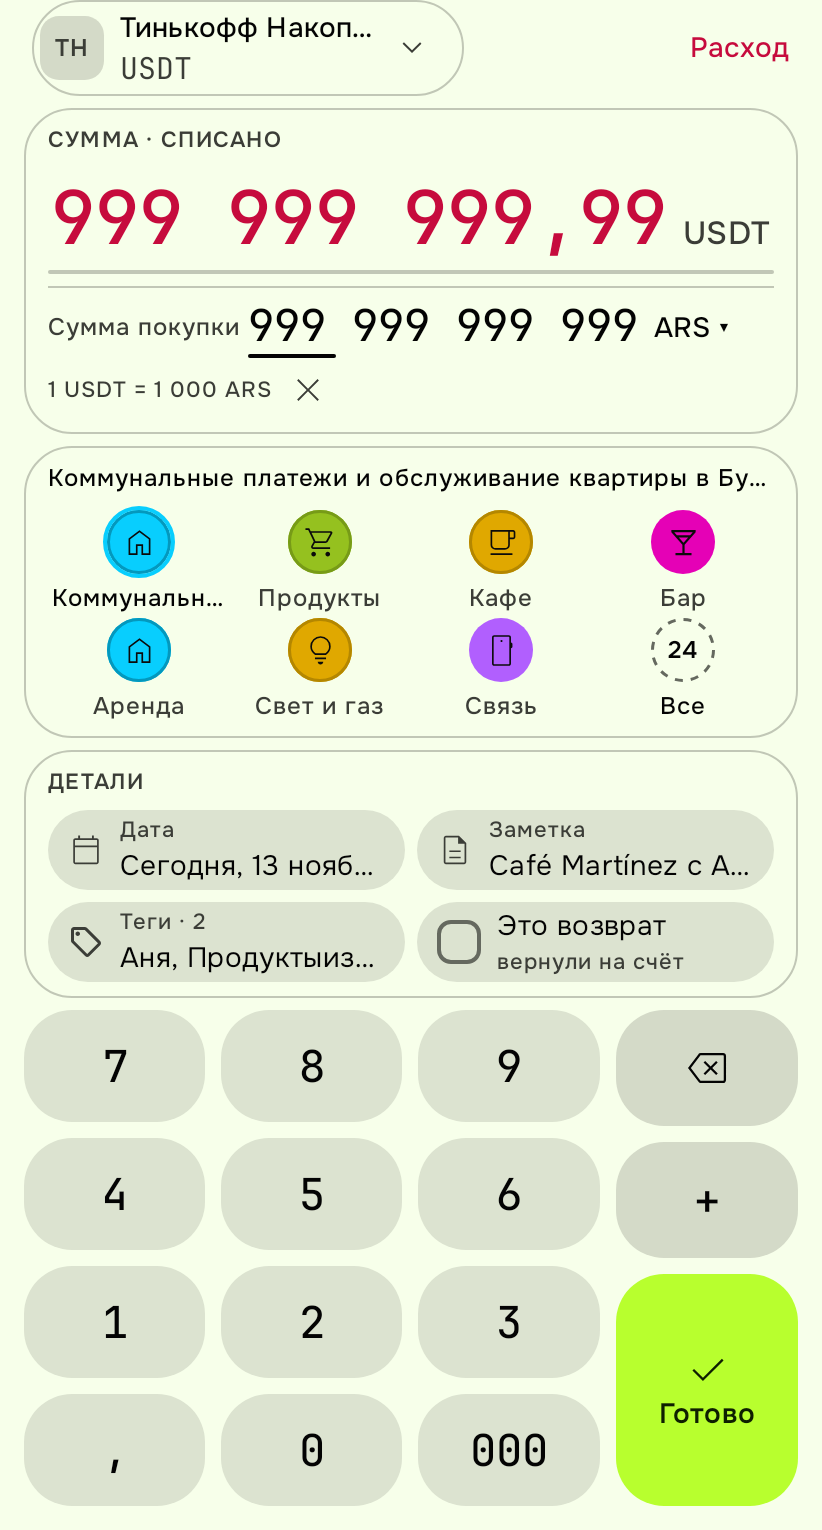 ТН Тинькофф Накоп...
USDT
Расход
СУММА · СПИСАНО
999 999 999,99 USDT
Сумма покупки 999 999 999 999 ARS ▾
1 USDT = 1 000 ARS
Коммунальные платежи и обслуживание квартиры в Бу...
Коммунальн... Продукты Кафе Бар
24
Аренда Свет и газ Связь Все
ДЕТАЛИ
Дата
Сегодня, 13 нояб...
Заметка
Café Martínez с А...
Теги · 2
Аня, Продуктыиз...
Это возврат
вернули на счёт
7 8 9
4 5 6 +
1 2 3
Готово
, 0 000